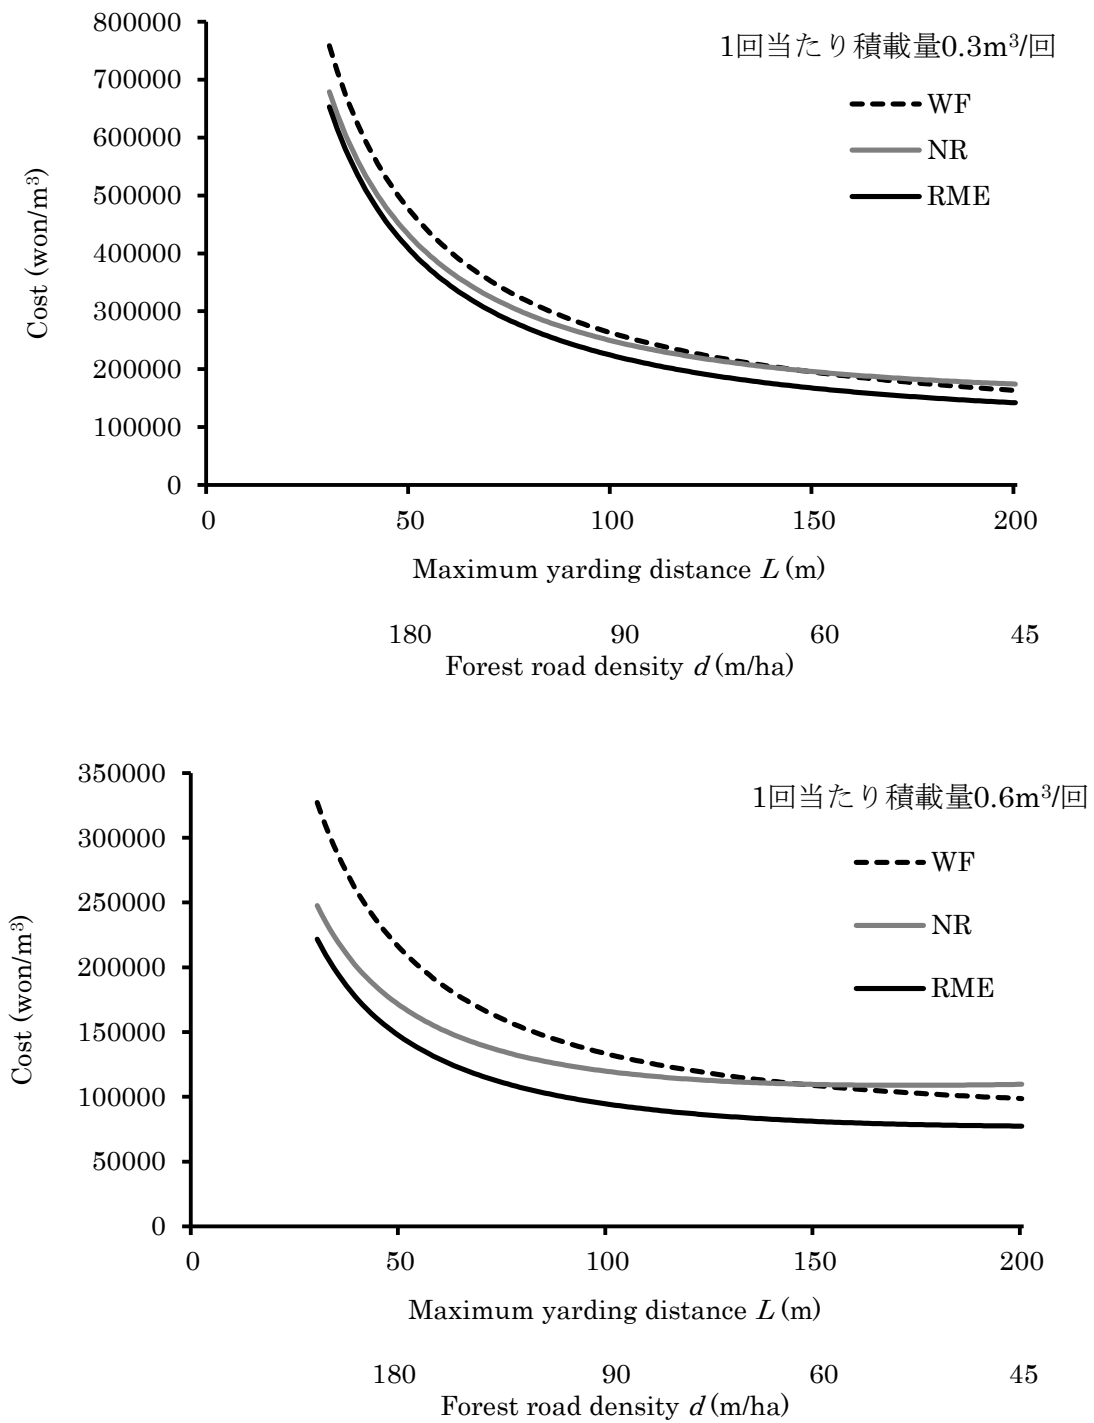 800000
1回当たり積載量0.3m³/回
700000
WF
600000
NR
500000
RME
400000
300000
200000
100000
0
Cost (won/m³)
0 50 100 150 200
Maximum yarding distance L (m)
180 90 60 45
Forest road density d (m/ha)
350000
1回当たり積載量0.6m³/回
300000
WF
250000
NR
200000
RME
150000
100000
50000
0
Cost (won/m³)
0 50 100 150 200
Maximum yarding distance L (m)
180 90 60 45
Forest road density d (m/ha)